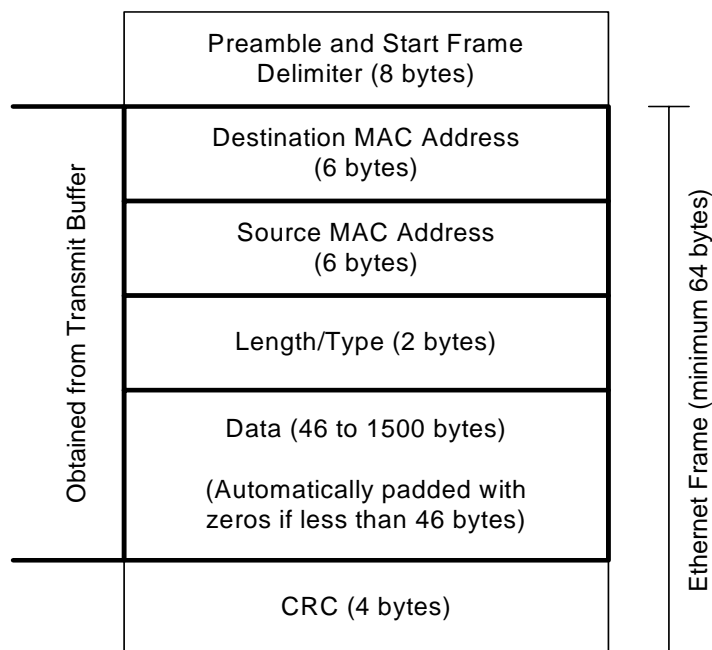 Preamble and Start Frame
Delimiter (8 bytes)
Destination MAC Address
(6 bytes)
Source MAC Address
(6 bytes)
Length/Type (2 bytes)
Data (46 to 1500 bytes)
(Automatically padded with
zeros if less than 46 bytes)
CRC (4 bytes)
Obtained from Transmit Buffer
Ethernet Frame (minimum 64 bytes)